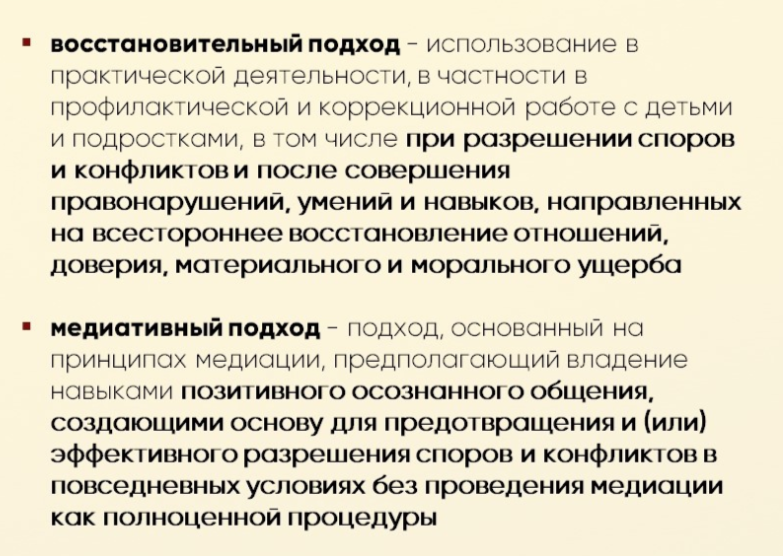 ▪ восстановительный подход – использование в
практической деятельности, в частности в
профилактической и коррекционной работе с детьми
и подростками, в том числе при разрешении споров
и конфликтов и после совершения
правонарушений, умений и навыков, направленных
на всестороннее восстановление отношений,
доверия, материального и морального ущерба
▪ медиативный подход – подход, основанный на
принципах медиации, предполагающий владение
навыками позитивного осознанного общения,
создающими основу для предотвращения и (или)
эффективного разрешения споров и конфликтов в
повседневных условиях без проведения медиации
как полноценной процедуры